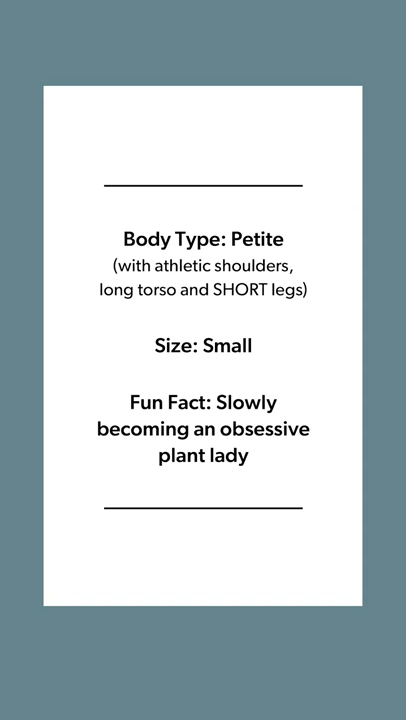 Body Type: Petite
(with athletic shoulders,
long torso and SHORT legs)
Size: Small
Fun Fact: Slowly
becoming an obsessive
plant lady